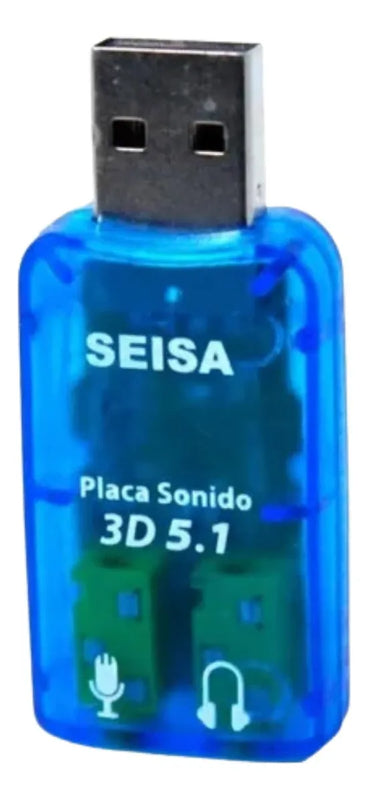 SEISA
Placa Sonido
3D 5.1